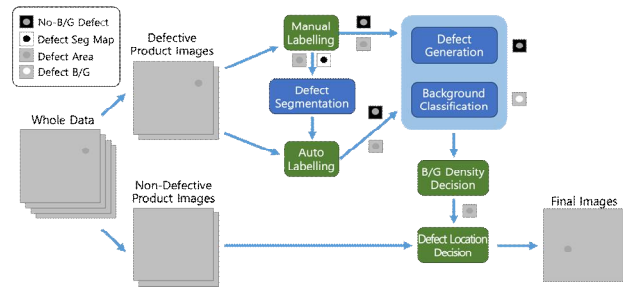 No-B/G Defect
Defect Seg Map
Defect Area
Defect B/G
Defective
Product Images
Manual
Labelling
Defect
Generation
Defect
Segmentation
Background
Classification
Whole Data
Auto
Labelling
Non-Defective
Product Images
B/G Density
Decision
Final Images
Defect Location
Decision